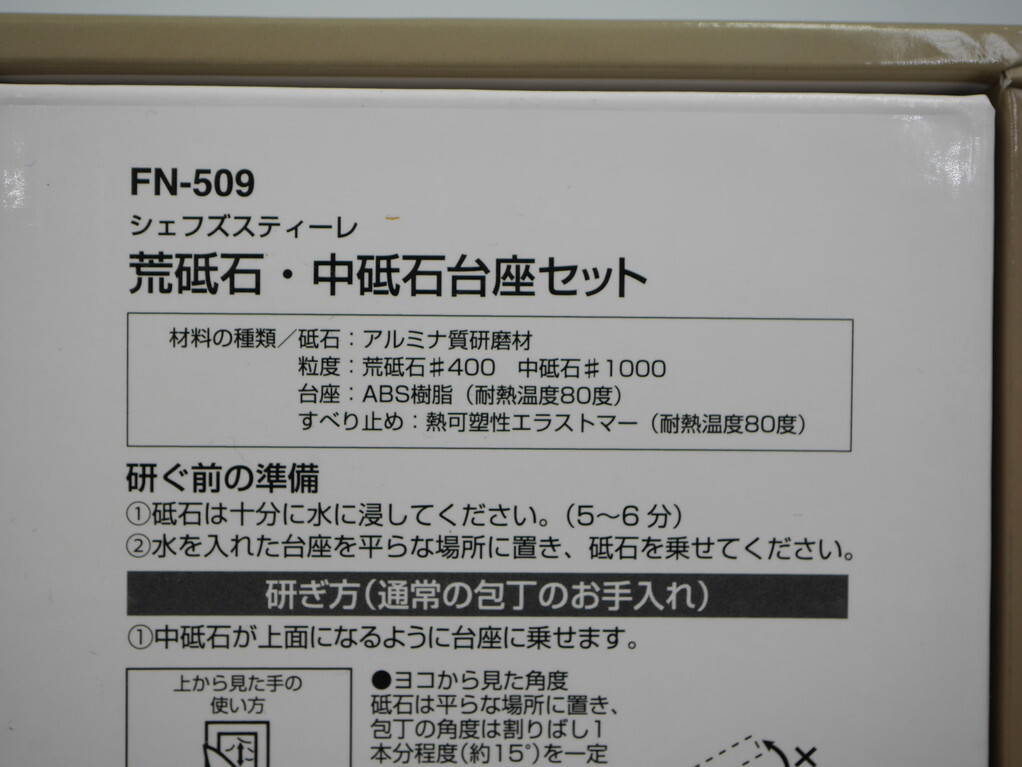 FN-509
シェフズスティーレ
荒砥石・中砥石台座セット
材料の種類／砥石：アルミナ質研磨材
粒度：荒砥石♯400　中砥石♯1000
台座：ABS樹脂（耐熱温度80度）
すべり止め：熱可塑性エラストマー（耐熱温度80度）
研ぐ前の準備
①砥石は十分に水に浸してください。（5〜6分）
②水を入れた台座を平らな場所に置き、砥石を乗せてください。
研ぎ方（通常の包丁のお手入れ）
①中砥石が上面になるように台座に乗せます。
上から見た手の
使い方
●ヨコから見た角度
砥石は平らな場所に置き、
包丁の角度は割りばし1
本分程度（約15°）を一定
×